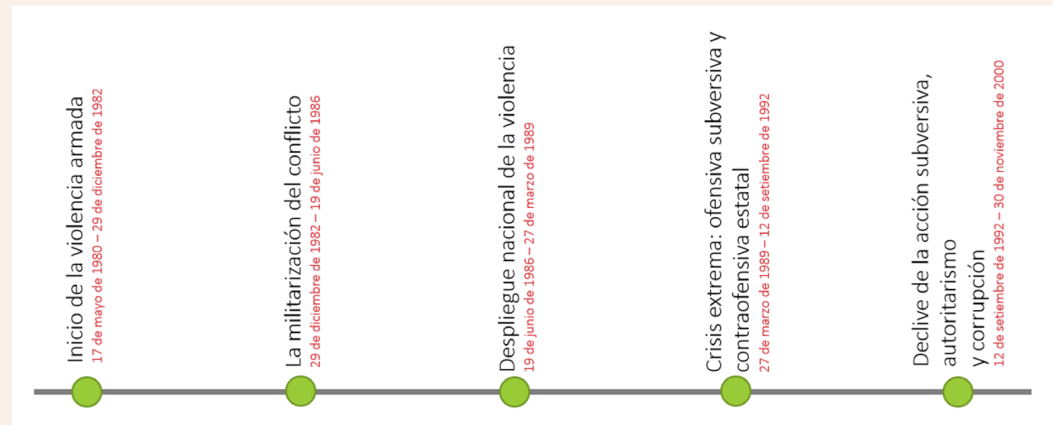 Inicio de la violencia armada
17 de mayo de 1980 – 29 de diciembre de 1982
La militarización del conflicto
29 de diciembre de 1982 – 19 de junio de 1986
Despliegue nacional de la violencia
19 de junio de 1986 – 27 de marzo de 1989
Crisis extrema: ofensiva subversiva y
contraofensiva estatal
27 de marzo de 1989 – 12 de setiembre de 1992
Declive de la acción subversiva,
autoritarismo
y corrupción
12 de setiembre de 1992 – 30 de noviembre de 2000